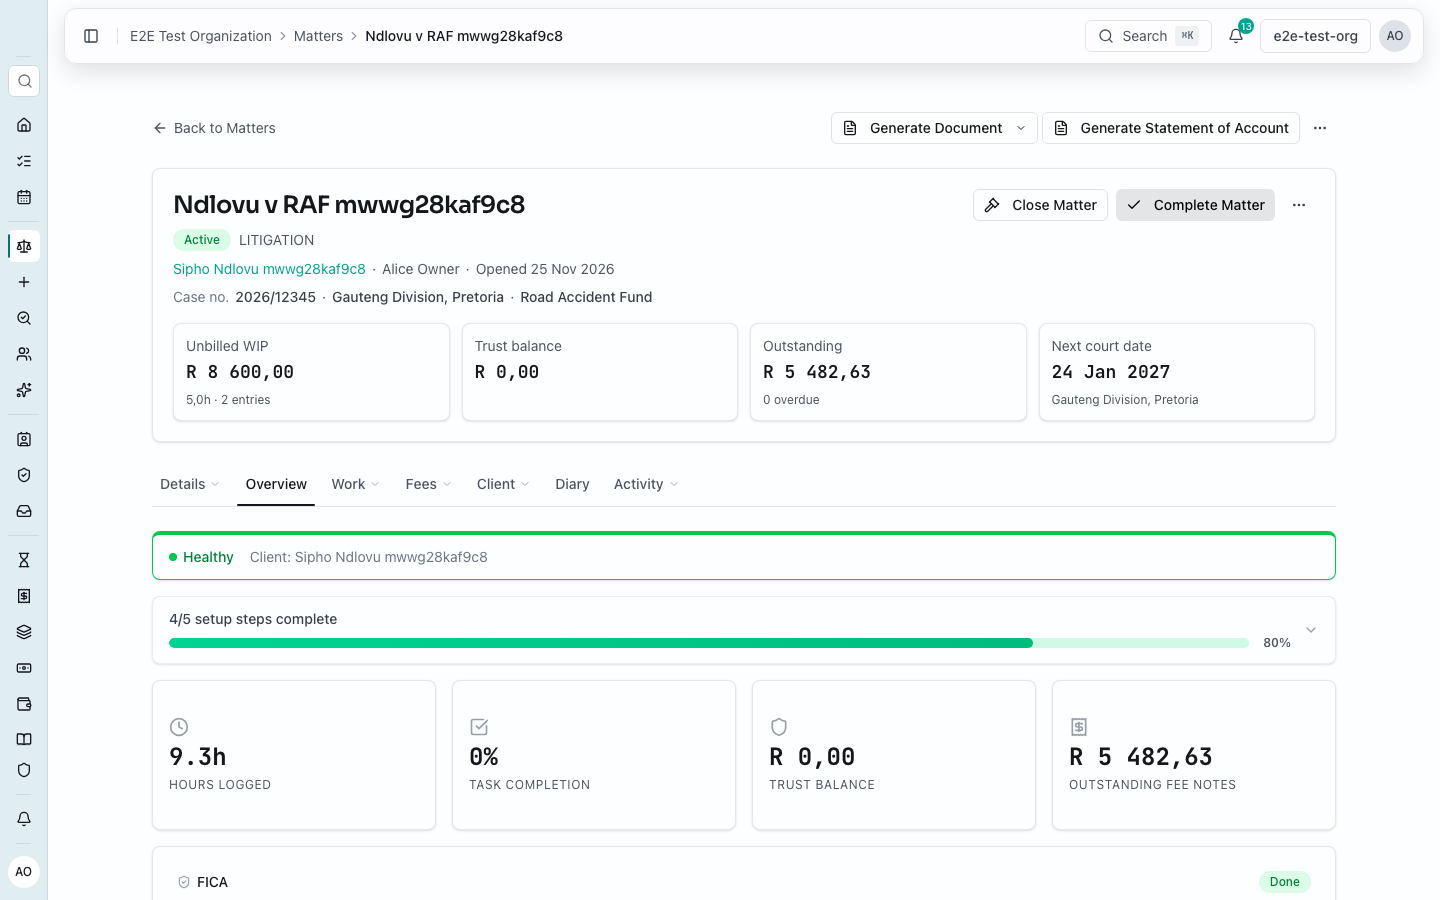 E2E Test Organization > Matters > Ndlovu v RAF mwwg28kaf9c8
Search ⌘K
13
e2e-test-org
AO
Back to Matters
Generate Document
Generate Statement of Account
Ndlovu v RAF mwwg28kaf9c8
Close Matter
Complete Matter
Active LITIGATION
Sipho Ndlovu mwwg28kaf9c8 · Alice Owner · Opened 25 Nov 2026
Case no. 2026/12345 · Gauteng Division, Pretoria · Road Accident Fund
Unbilled WIP
R 8 600,00
5,0h · 2 entries
Trust balance
R 0,00
Outstanding
R 5 482,63
0 overdue
Next court date
24 Jan 2027
Gauteng Division, Pretoria
Details Overview Work Fees Client Diary Activity
Healthy Client: Sipho Ndlovu mwwg28kaf9c8
4/5 setup steps complete
80%
9.3h
HOURS LOGGED
0%
TASK COMPLETION
R 0,00
TRUST BALANCE
R 5 482,63
OUTSTANDING FEE NOTES
FICA
Done
AO